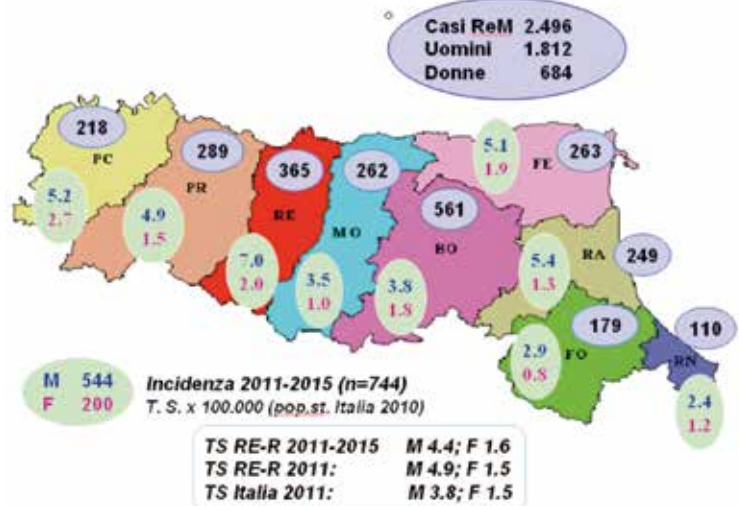 Casi ReM 2.496
Uomini 1.812
Donne 684
218
PC
5.2
2.7
289
PR
4.9
1.5
365
RE
7.0
2.0
262
MO
3.5
1.0
561
BO
3.8
1.8
5.1
1.9
FE
263
5.4
1.3
RA
249
179
FO
2.9
0.8
110
RN
2.4
1.2
M 544
F 200
Incidenza 2011-2015 (n=744)
T. S. x 100.000 (pop.st. Italia 2010)
TS RE-R 2011-2015 M 4.4; F 1.6
TS RE-R 2011: M 4.9; F 1.5
TS Italia 2011: M 3.8; F 1.5